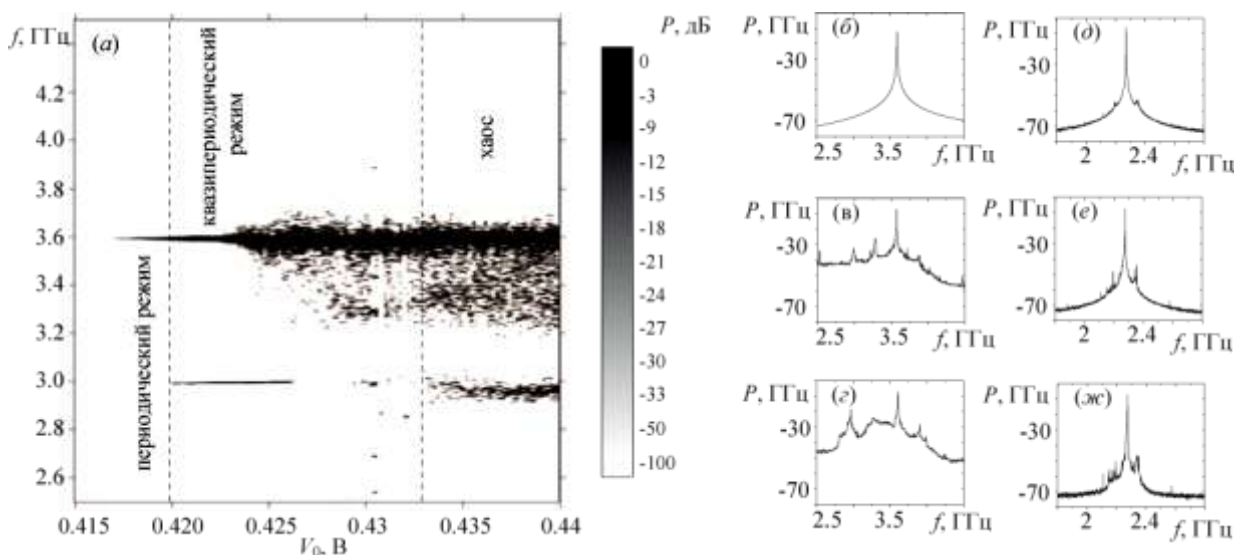 f, ГГц
(а)
4.2
4.0
3.8
3.6
3.4
3.2
3.0
2.8
2.6
0.415
0.420
0.425
0.43
0.435
0.44
V₀, В
периодический режим
квазипериодический
режим
хаос
P, дБ
0
-3
-9
-12
-15
-18
-21
-24
-27
-30
-33
-50
-100
P, ГГц
(б)
-30
-70
2.5
3.5
f, ГГц
P, ГГц
(д)
-30
-70
2
2.4
f, ГГц
P, ГГц
(в)
-30
-70
2.5
3.5
f, ГГц
P, ГГц
(е)
-30
-70
2
2.4
f, ГГц
P, ГГц
(г)
-30
-70
2.5
3.5
f, ГГц
P, ГГц
(ж)
-30
-70
2
2.4
f, ГГц